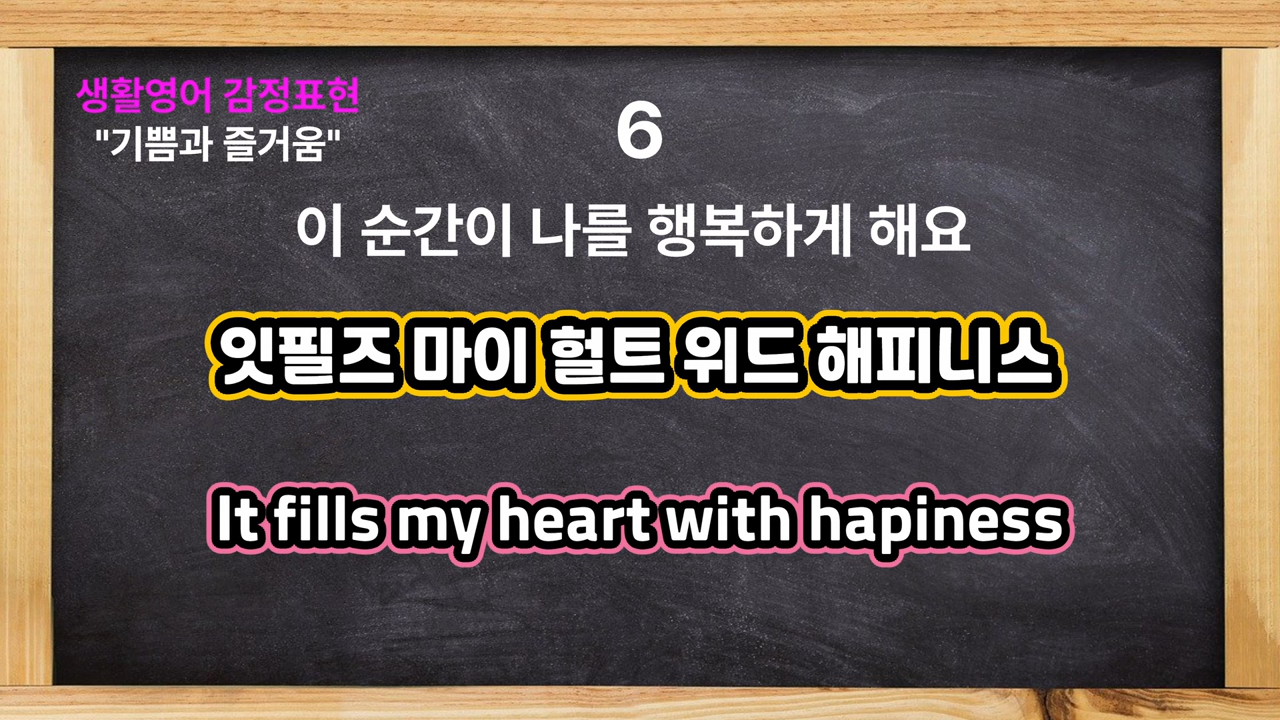 생활영어 감정표현
"기쁨과 즐거움"
6
이 순간이 나를 행복하게 해요
잇필즈 마이 헐트 위드 해피니스
It fills my heart with hapiness